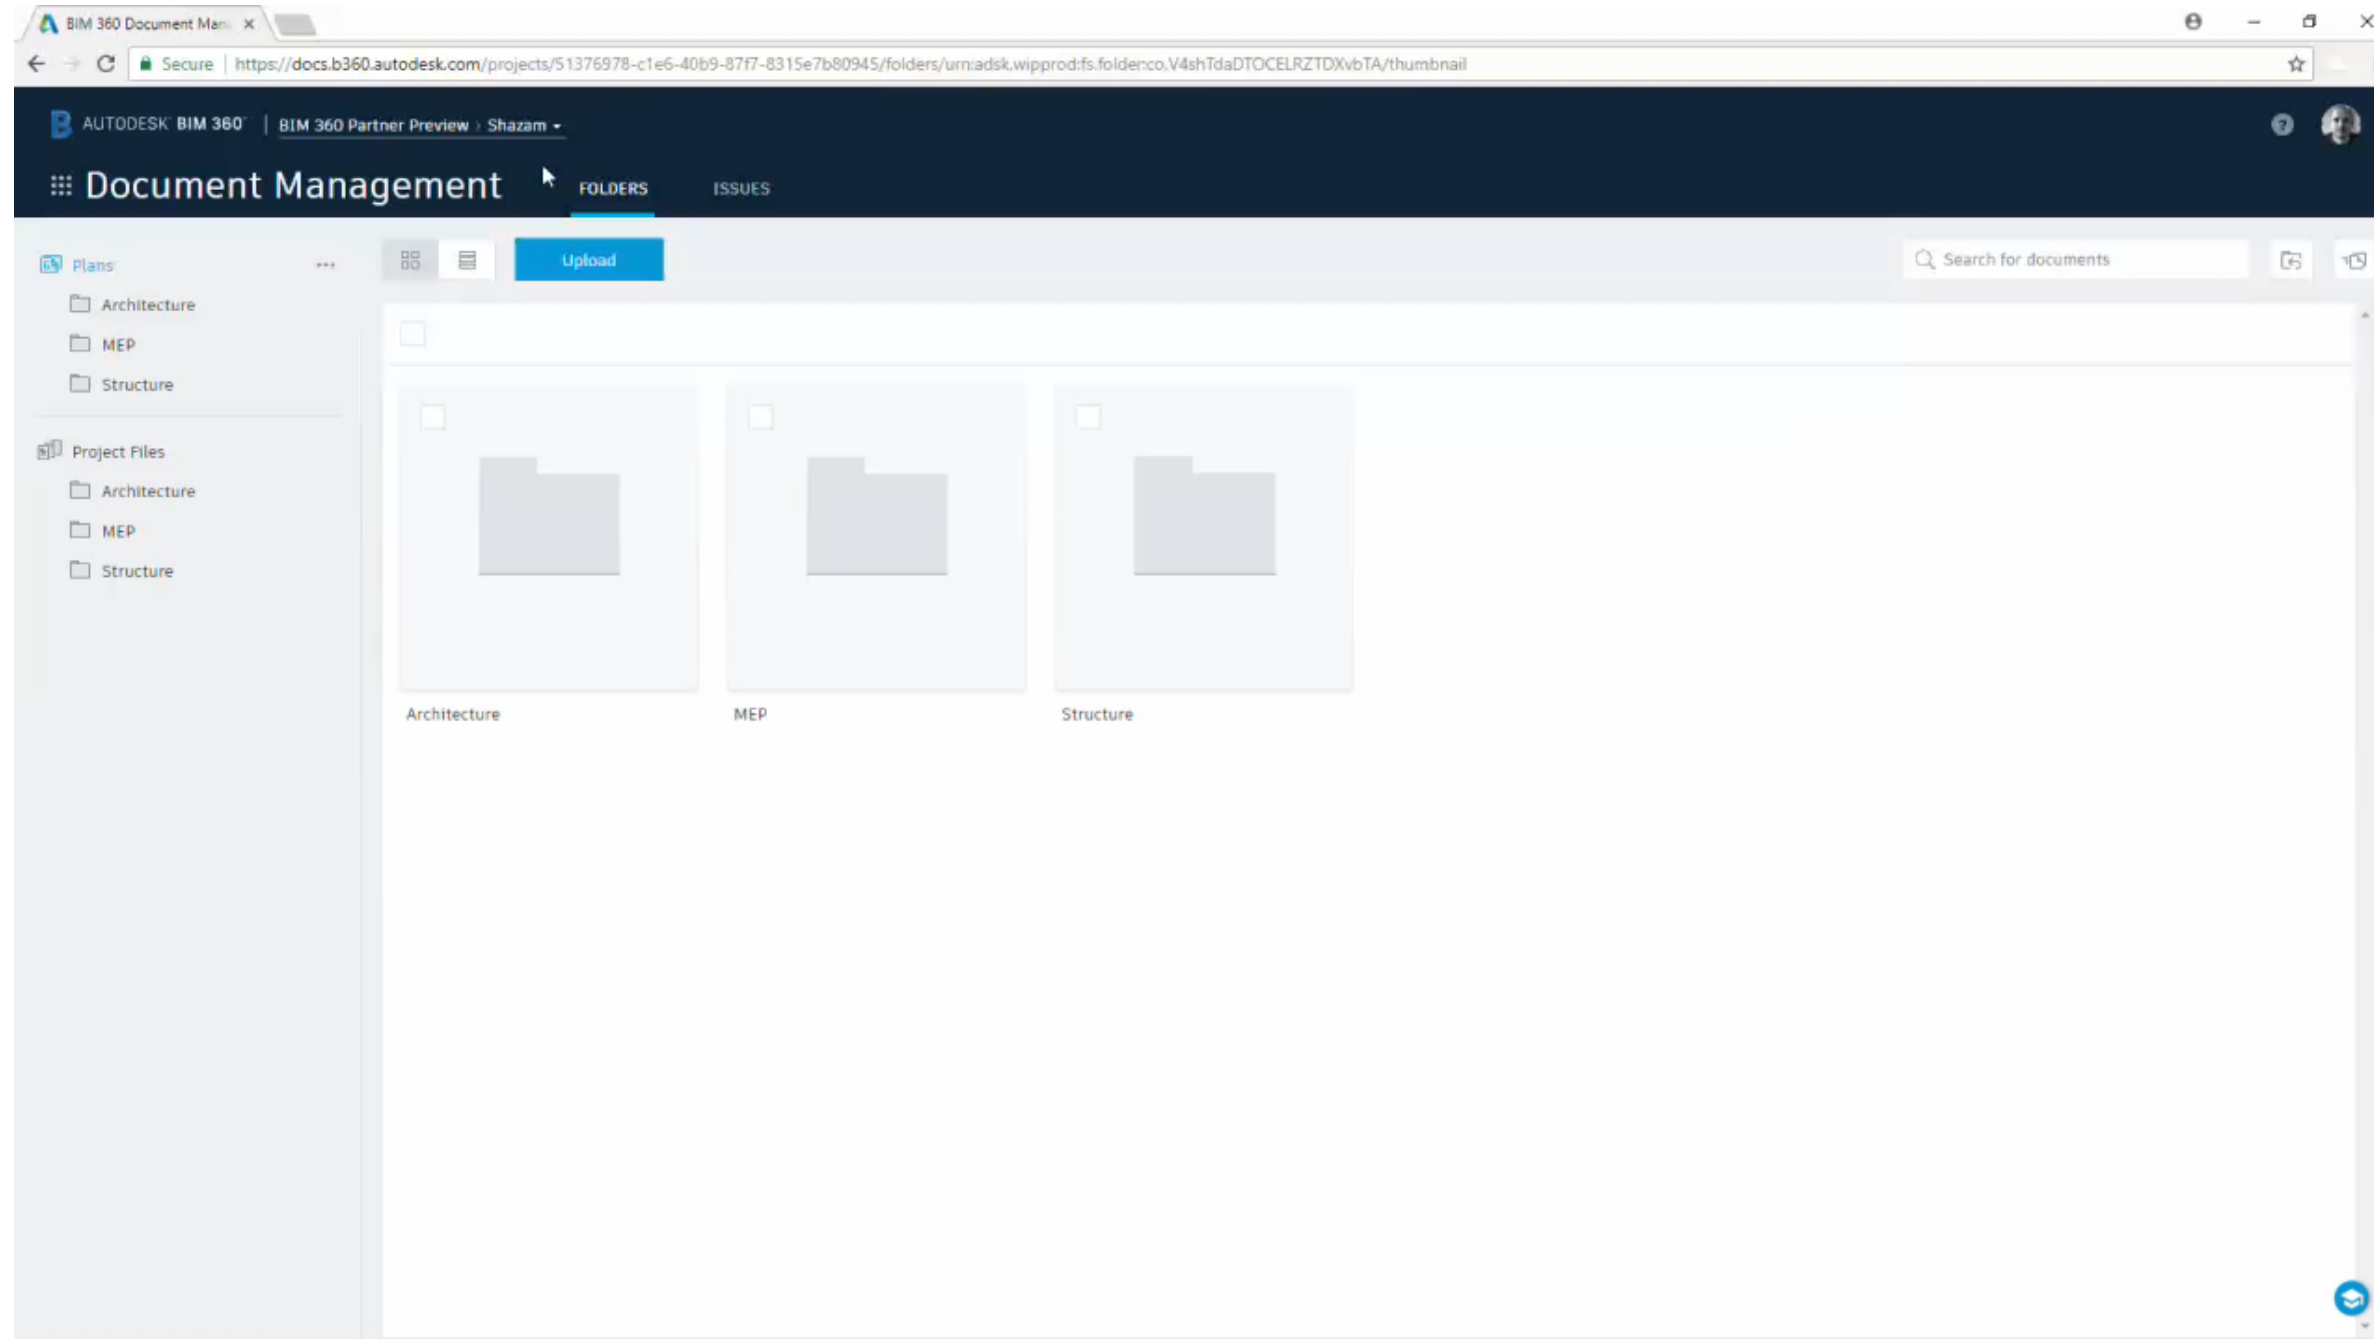 BIM 360 Document Man
Secure | https://docs.b360.autodesk.com/projects/51376978-c1e6-40b9-87f7-8315e7b80945/folders/urn:adsk.wipprod:fs.folder:co.V4shTdaDTOCELRZTDXvbTA/thumbnail
AUTODESK BIM 360 | BIM 360 Partner Preview > Shazam
Document Management
FOLDERS
ISSUES
Plans
Architecture
MEP
Structure
Project Files
Architecture
MEP
Structure
Upload
Search for documents
Architecture
MEP
Structure